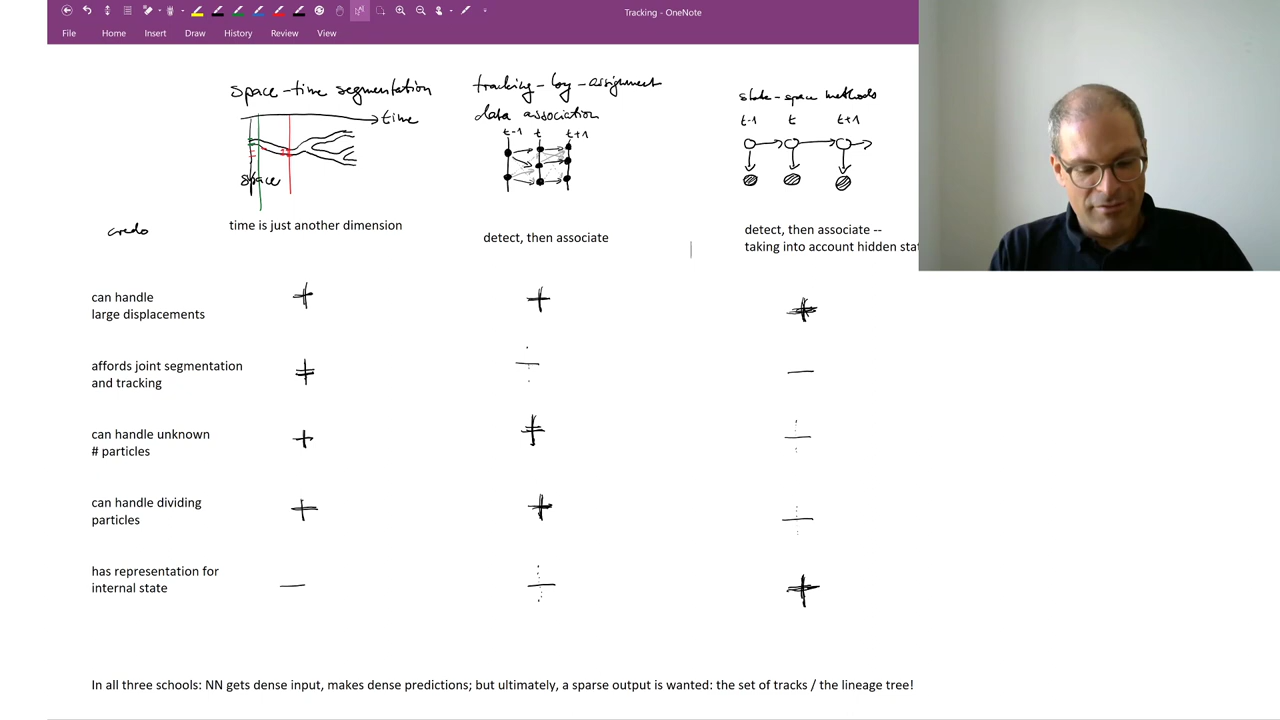 Tracking - OneNote
File Home Insert Draw History Review View
space-time segmentation
time
space
tracking-by-assignment
data association
t-1 t t+1
state-space methods
t-1 t t+1
credo
time is just another dimension
detect, then associate
detect, then associate --
taking into account hidden
can handle
large displacements
+ + +
affords joint segmentation
and tracking
can handle unknown
# particles
can handle dividing
particles
has representation for
internal state
In all three schools: NN gets dense input, makes dense predictions; but ultimately, a sparse output is wanted: the set of tracks / the lineage tree!